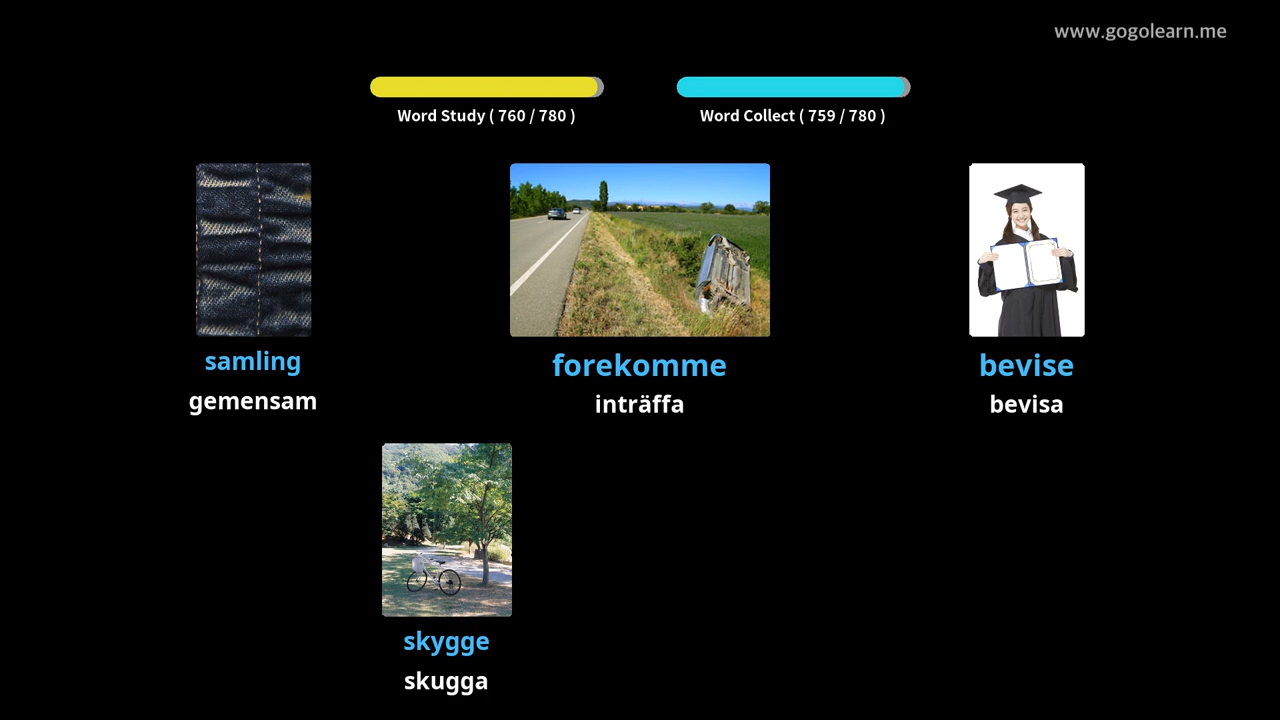 www.gogolearn.me
Word Study ( 760 / 780 )
Word Collect ( 759 / 780 )
samling
gemensam
forekomme
inträffa
bevise
bevisa
skygge
skugga